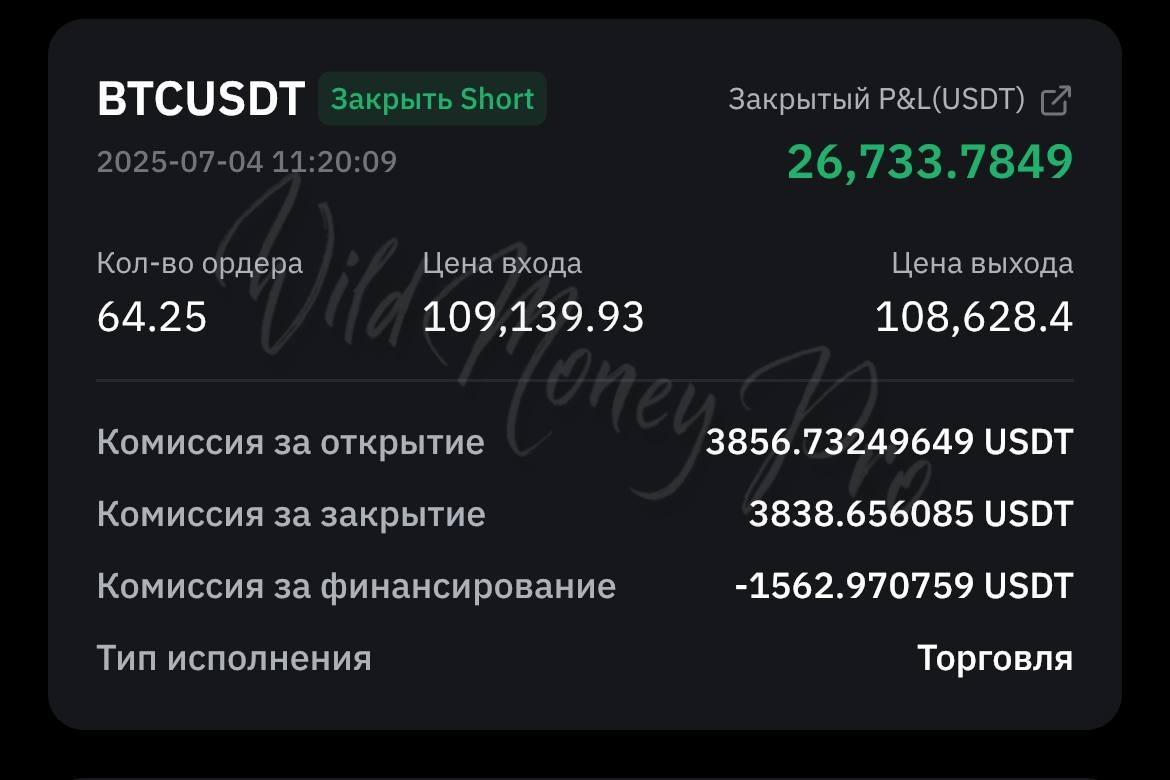 BTCUSDT Закрыть Short Закрытый P&L(USDT)
2025-07-04 11:20:09 26,733.7849
Кол-во ордера Цена входа Цена выхода
64.25 109,139.93 108,628.4
Wild Money Pro
Комиссия за открытие 3856.73249649 USDT
Комиссия за закрытие 3838.656085 USDT
Комиссия за финансирование -1562.970759 USDT
Тип исполнения Торговля